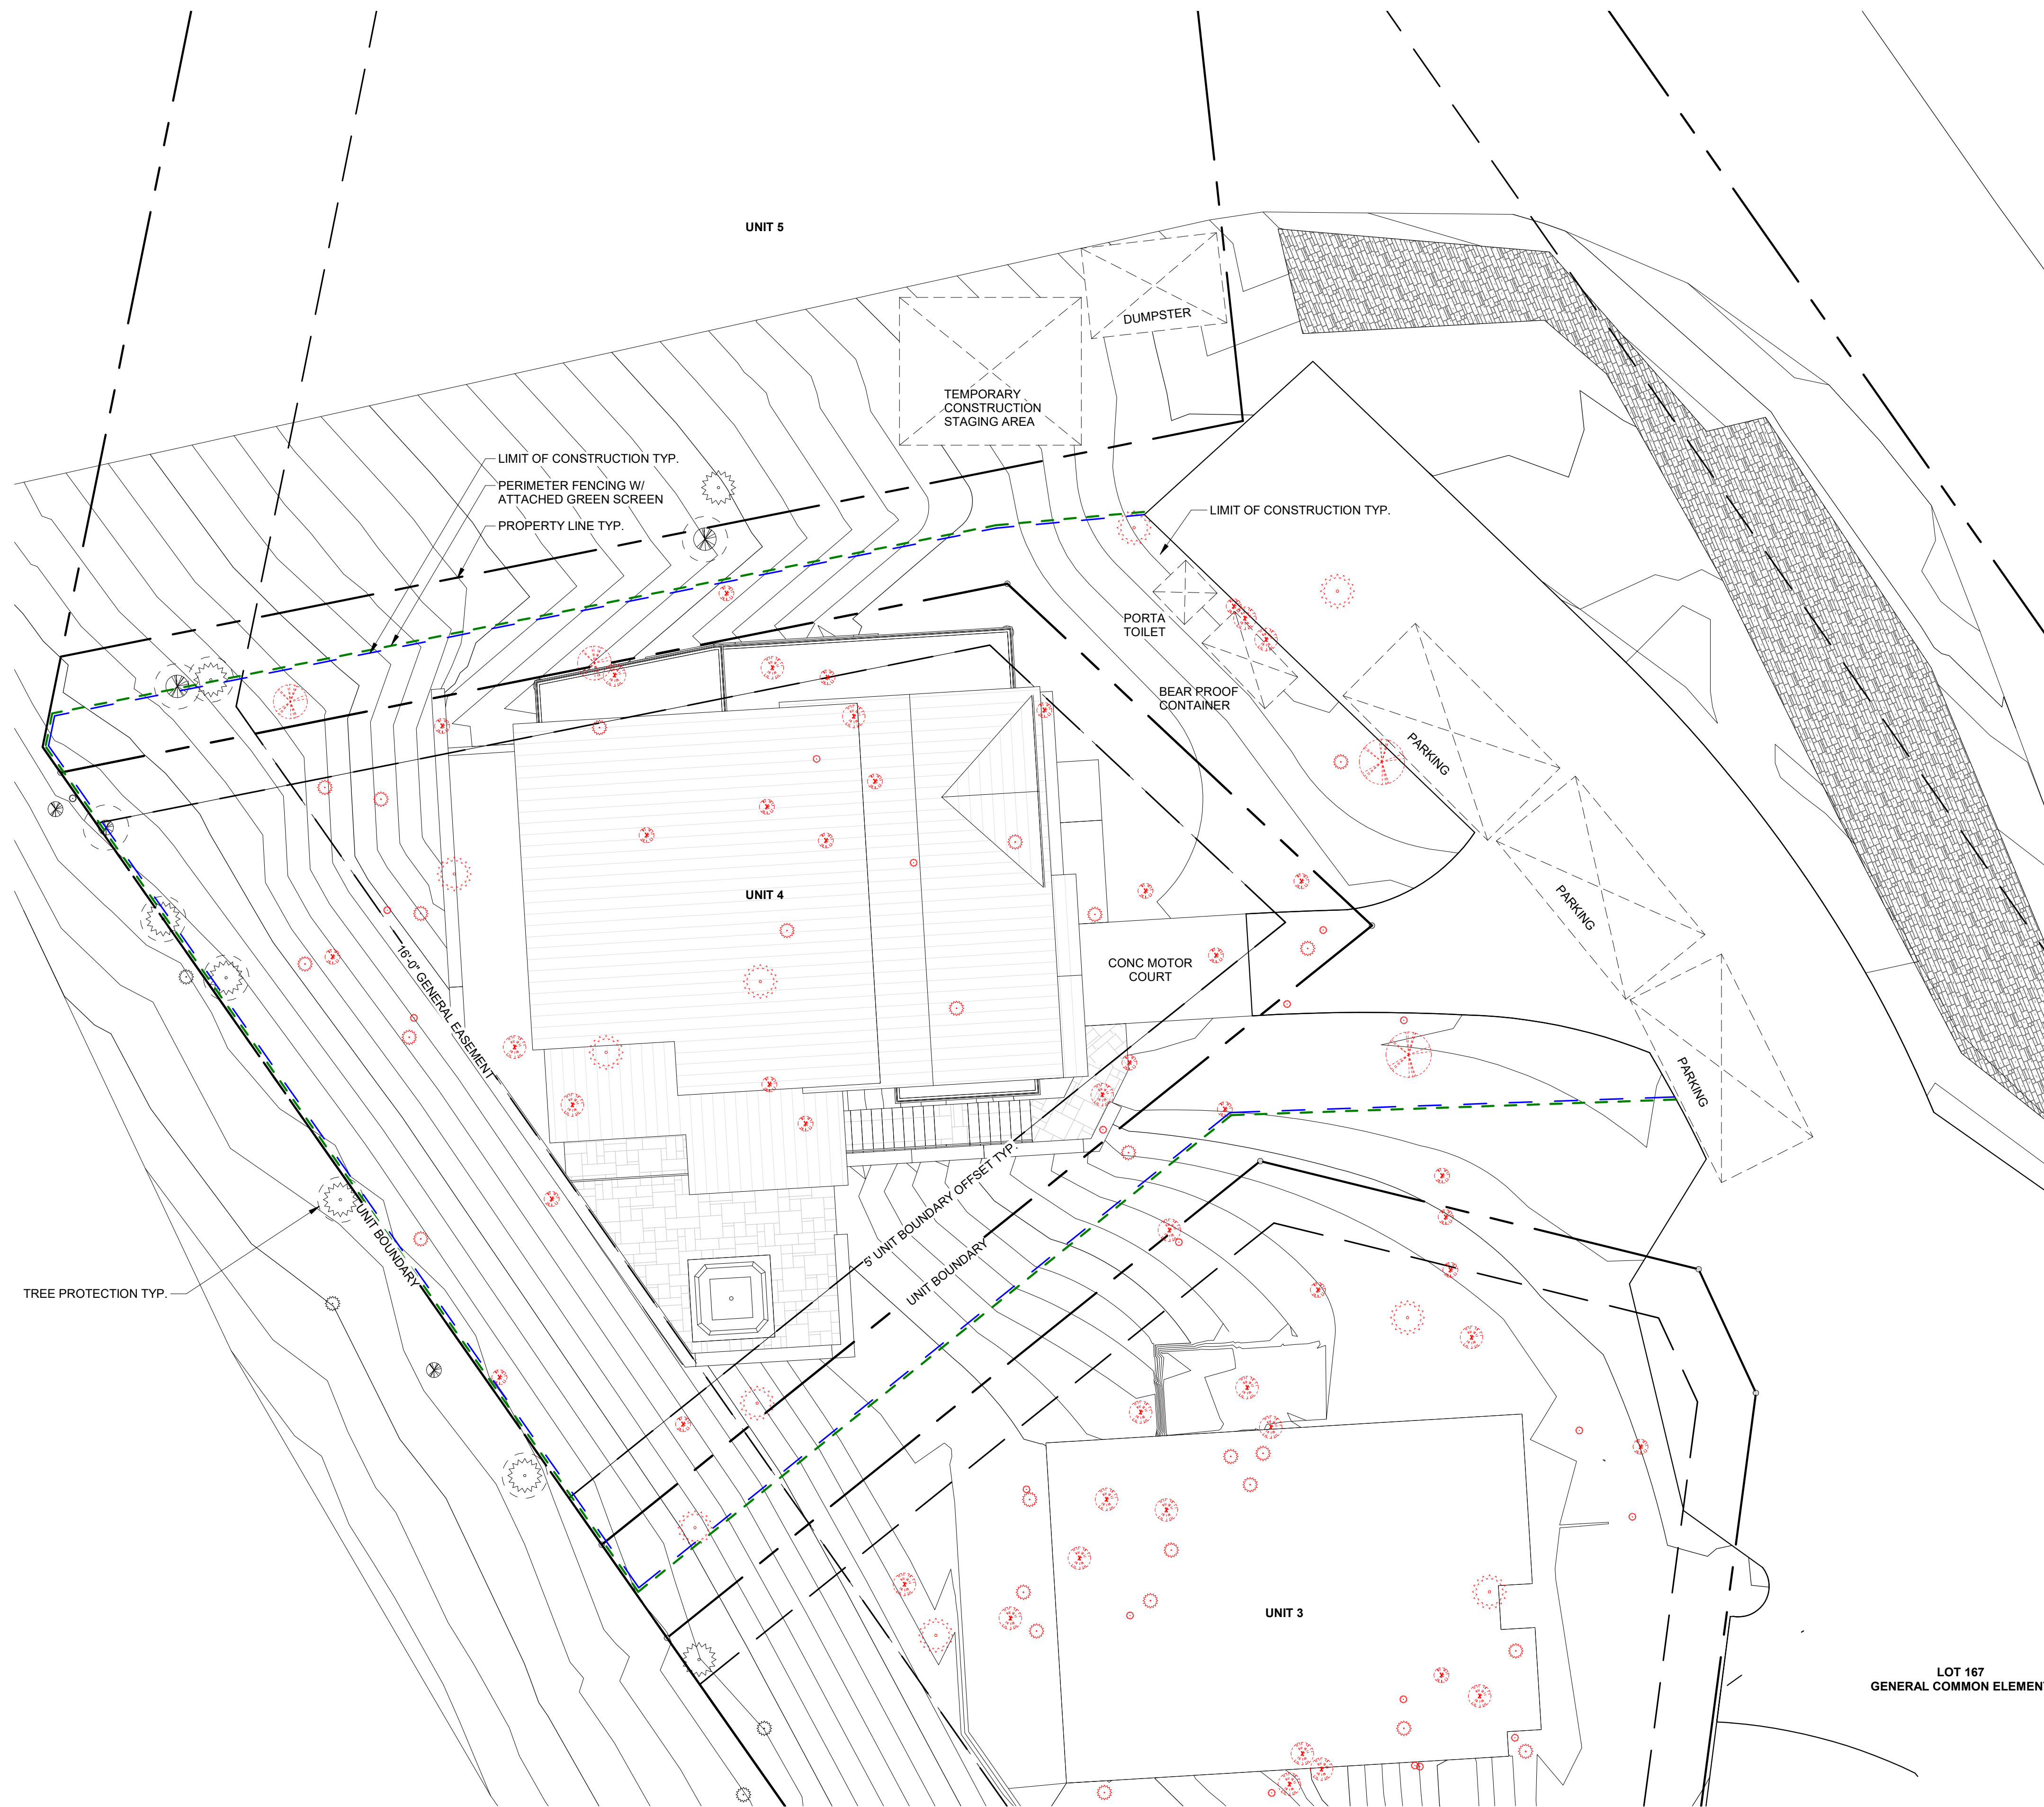 UNIT 5
DUMPSTER
TEMPORARY
CONSTRUCTION
STAGING AREA
LIMIT OF CONSTRUCTION TYP.
PERIMETER FENCING W/
ATTACHED GREEN SCREEN
PROPERTY LINE TYP.
LIMIT OF CONSTRUCTION TYP.
PORTA
TOILET
BEAR PROOF
CONTAINER
PARKING
PARKING
PARKING
UNIT 4
CONC MOTOR
COURT
16'-0" GENERAL EASEMENT
5' UNIT BOUNDARY OFFSET TYP.
UNIT BOUNDARY
UNIT BOUNDARY
TREE PROTECTION TYP.
UNIT 3
LOT 167
GENERAL COMMON ELEMEN